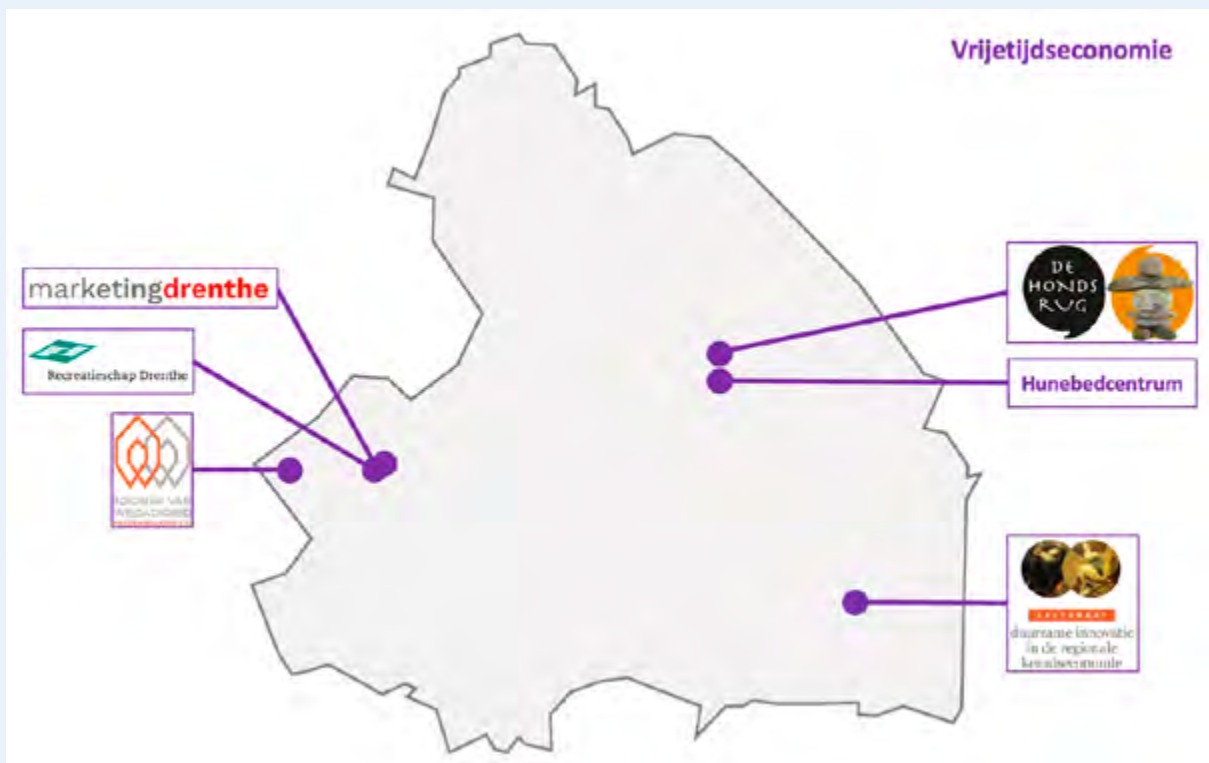 Vrijetijdseconomie
marketingdrenthe
Recreatieschap Drenthe
DE
HONDS
RUG
Hunebedcentrum
duurzame innovatie
in de regionale
kenniseconomie